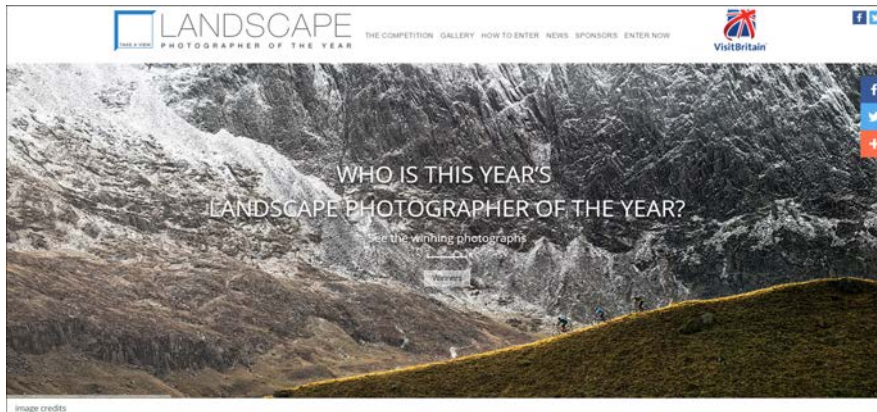 TAKE A VIEW
LANDSCAPE
PHOTOGRAPHER OF THE YEAR
THE COMPETITION GALLERY HOW TO ENTER NEWS SPONSORS ENTER NOW
VisitBritain
WHO IS THIS YEAR'S
LANDSCAPE PHOTOGRAPHER OF THE YEAR?
See the winning photographs
Winners
image credits